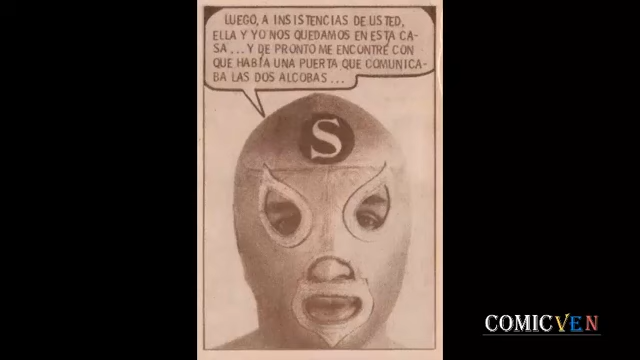 LUEGO, A INSISTENCIAS DE USTED,
ELLA Y YO NOS QUEDAMOS EN ESTA CA-
SA... Y DE PRONTO ME ENCONTRÉ CON
QUE HABÍA UNA PUERTA QUE COMUNICA-
BA LAS DOS ALCOBAS...
S
COMICVEN